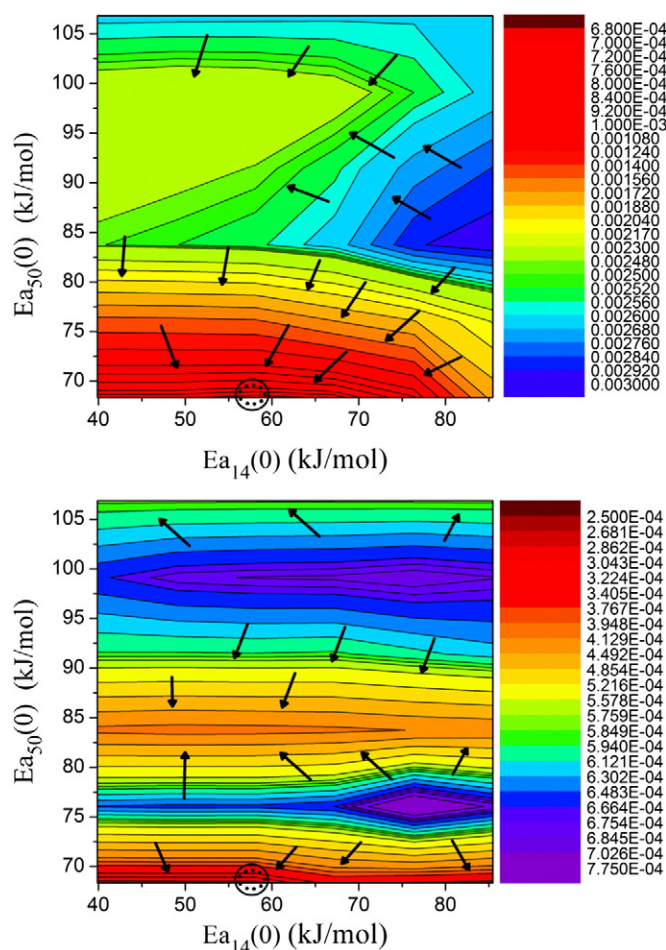 105
100
95
90
85
80
75
70
Ea50(0) (kJ/mol)
40 50 60 70 80
Ea14(0) (kJ/mol)
6.800E-04
7.000E-04
7.200E-04
7.600E-04
8.000E-04
8.400E-04
9.200E-04
1.000E-03
0.001080
0.001240
0.001400
0.001560
0.001720
0.001880
0.002040
0.002170
0.002300
0.002480
0.002520
0.002560
0.002600
0.002680
0.002760
0.002840
0.002920
0.003000
105
100
95
90
85
80
75
70
Ea50(0) (kJ/mol)
40 50 60 70 80
Ea14(0) (kJ/mol)
2.500E-04
2.681E-04
2.862E-04
3.043E-04
3.224E-04
3.405E-04
3.767E-04
3.948E-04
4.129E-04
4.492E-04
4.854E-04
5.216E-04
5.578E-04
5.759E-04
5.849E-04
5.940E-04
6.121E-04
6.302E-04
6.483E-04
6.664E-04
6.754E-04
6.845E-04
7.026E-04
7.750E-04